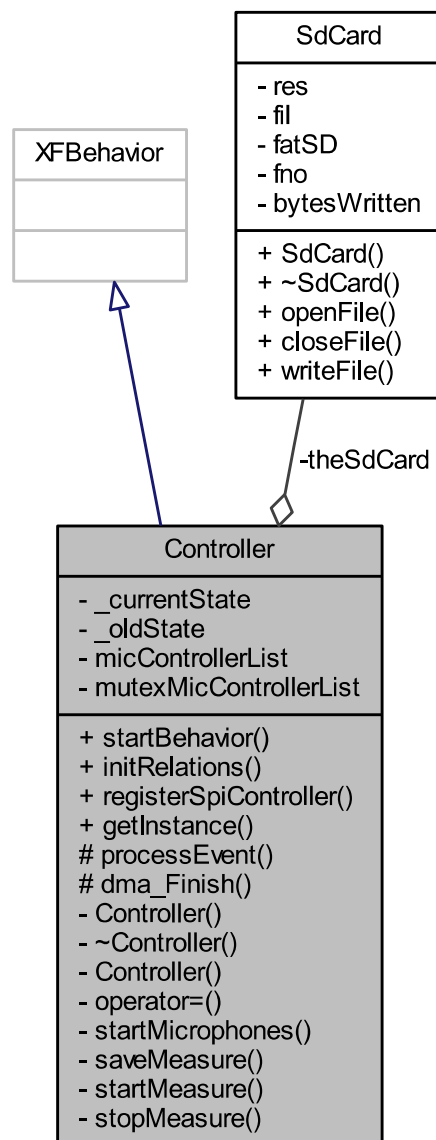 SdCard
- res
- fil
- fatSD
- fno
- bytesWritten
+ SdCard()
+ ~SdCard()
+ openFile()
+ closeFile()
+ writeFile()
XFBehavior
-theSdCard
Controller
- _currentState
- _oldState
- micControllerList
- mutexMicControllerList
+ startBehavior()
+ initRelations()
+ registerSpiController()
+ getInstance()
# processEvent()
# dma_Finish()
- Controller()
- ~Controller()
- Controller()
- operator=()
- startMicrophones()
- saveMeasure()
- startMeasure()
- stopMeasure()